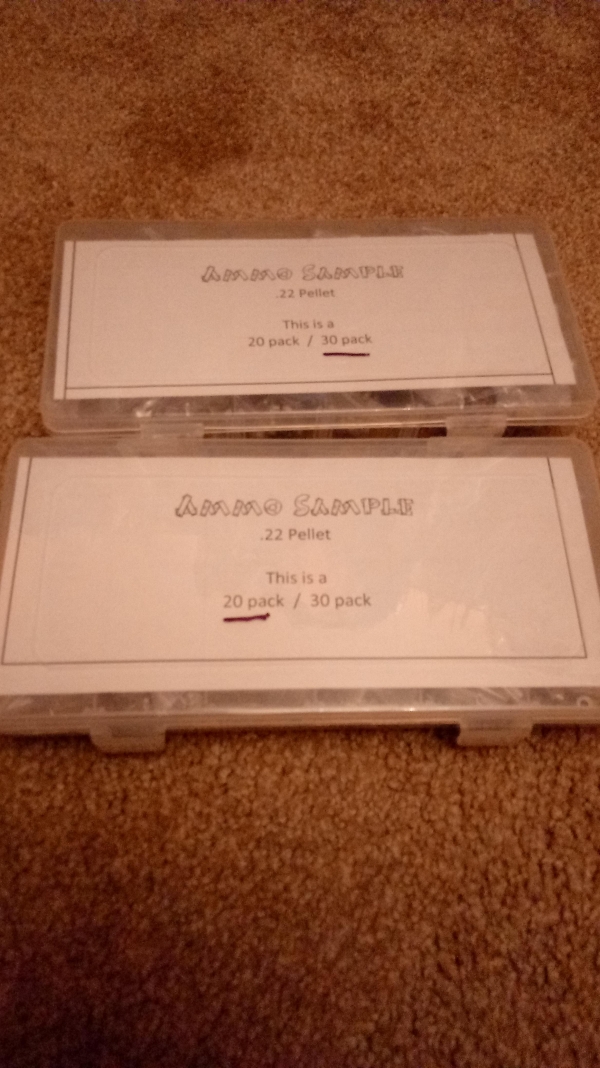 Ammo Sample
.22 Pellet
This is a
20 pack / 30 pack
Ammo Sample
.22 Pellet
This is a
20 pack / 30 pack